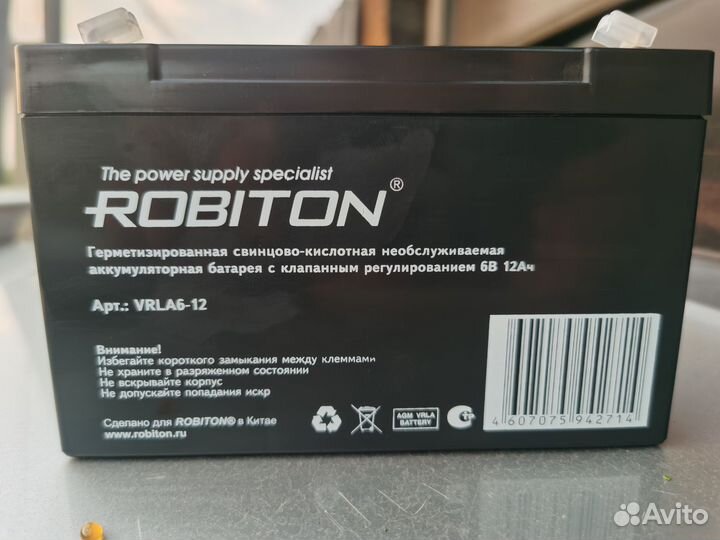 The power supply specialist
ROBITON®
Герметизированная свинцово-кислотная необслуживаемая
аккумуляторная батарея с клапанным регулированием 6В 12Ач
Арт.: VRLA6-12
Внимание!
Избегайте короткого замыкания между клеммами
Не храните в разряженном состоянии
Не вскрывайте корпус
Не допускайте попадания искр
Сделано для ROBITON® в Китае
www.robiton.ru
AGM VRLA
BATTERY
4 607075 942714
Avito